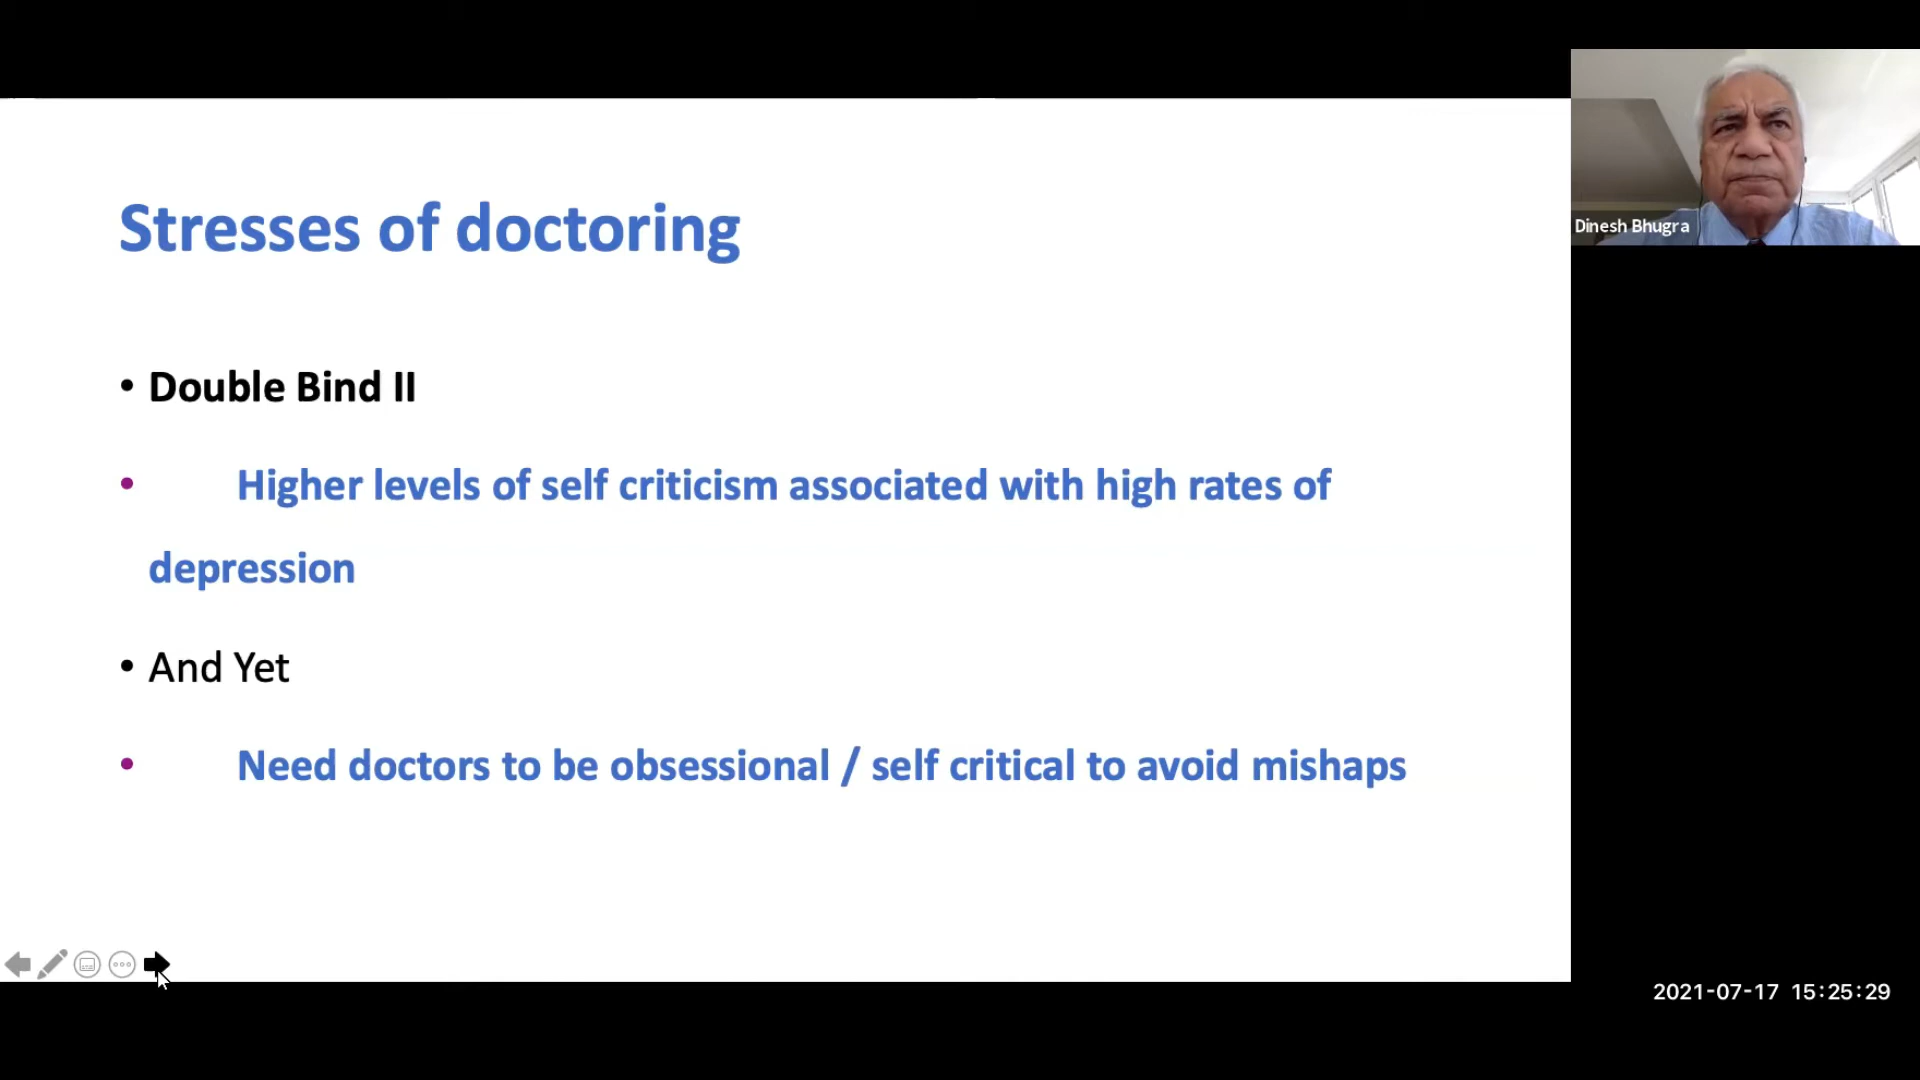 Stresses of doctoring
• Double Bind II
• Higher levels of self criticism associated with high rates of
depression
• And Yet
• Need doctors to be obsessional / self critical to avoid mishaps
Dinesh Bhugra
2021-07-17 15:25:29